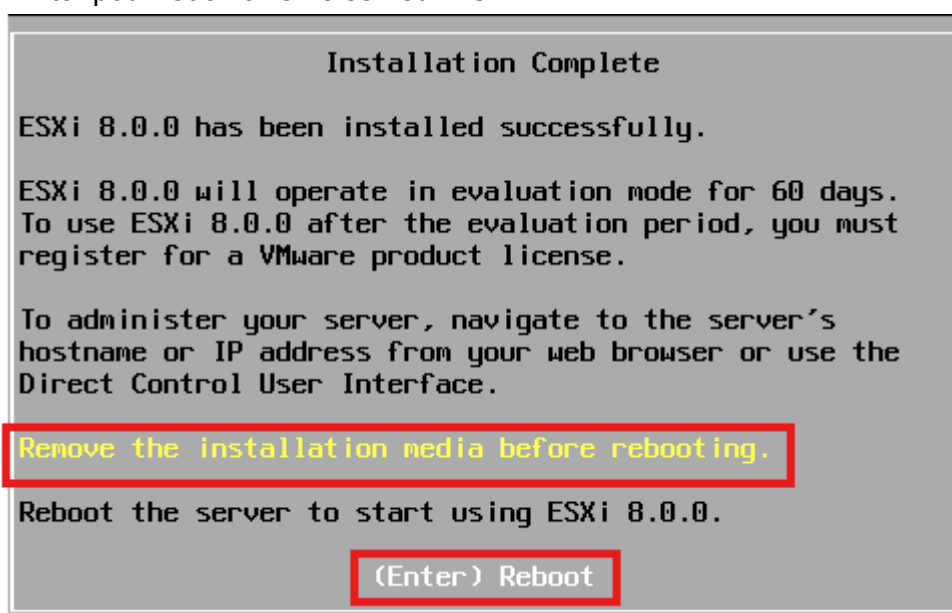 Installation Complete
ESXi 8.0.0 has been installed successfully.
ESXi 8.0.0 will operate in evaluation mode for 60 days.
To use ESXi 8.0.0 after the evaluation period, you must
register for a VMware product license.
To administer your server, navigate to the server's
hostname or IP address from your web browser or use the
Direct Control User Interface.
Remove the installation media before rebooting.
Reboot the server to start using ESXi 8.0.0.
(Enter) Reboot